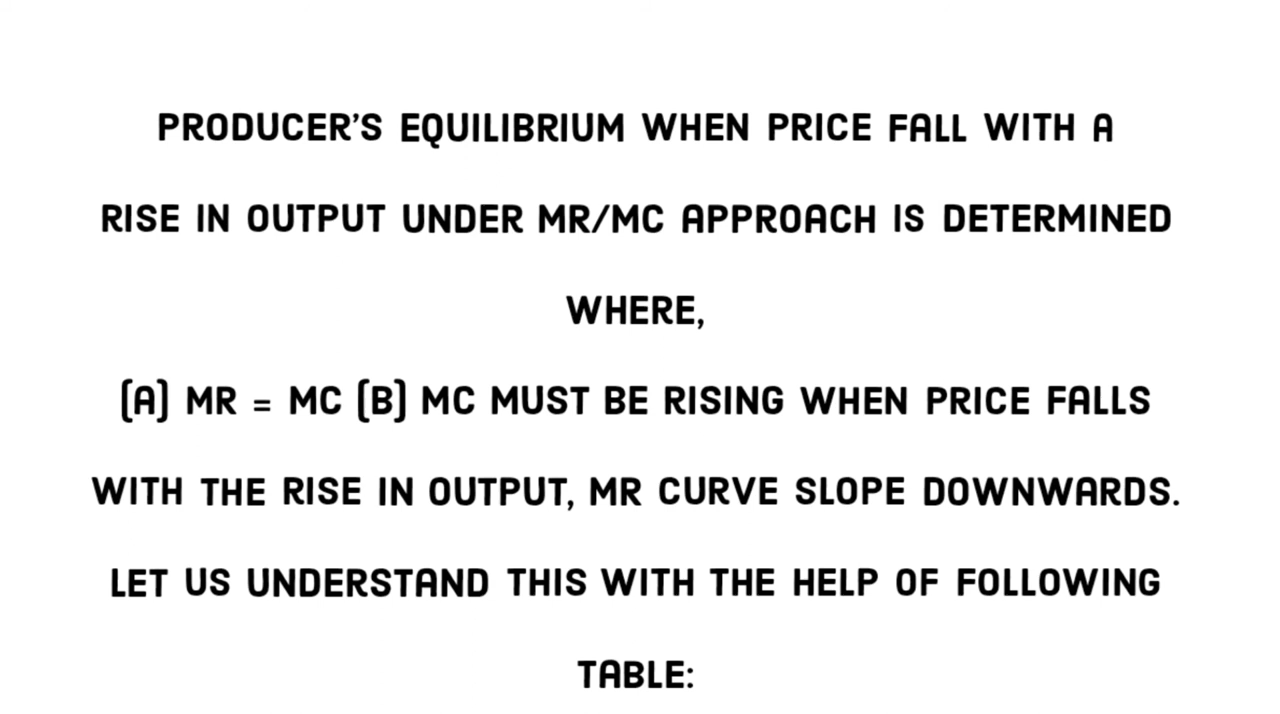 PRODUCER'S EQUILIBRIUM WHEN PRICE FALL WITH A
RISE IN OUTPUT UNDER MR/MC APPROACH IS DETERMINED
WHERE,
(A) MR = MC (B) MC MUST BE RISING WHEN PRICE FALLS
WITH THE RISE IN OUTPUT, MR CURVE SLOPE DOWNWARDS.
LET US UNDERSTAND THIS WITH THE HELP OF FOLLOWING
TABLE: